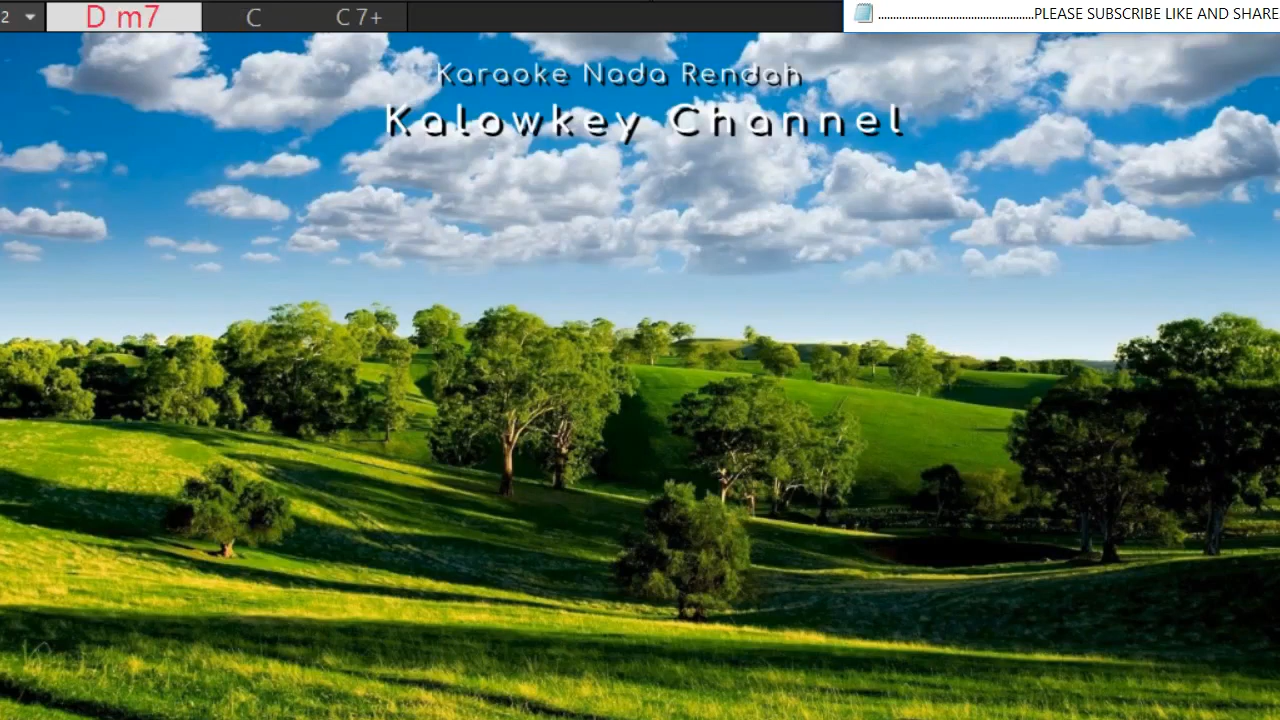 2 D m7 C C 7+
.....................................................PLEASE SUBSCRIBE LIKE AND SHARE
Karaoke Nada Rendah
Kalowkey Channel